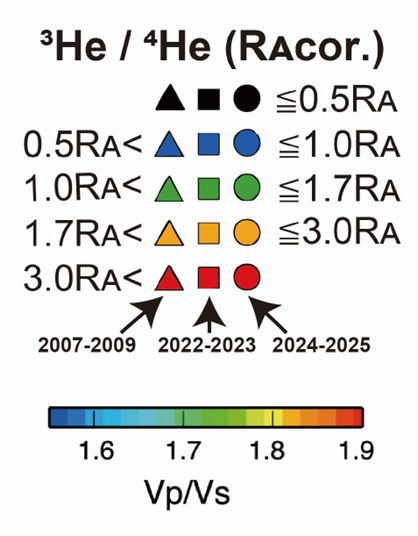 ³He / ⁴He (RAcor.)
≦0.5RA
0.5RA< ≦1.0RA
1.0RA< ≦1.7RA
1.7RA< ≦3.0RA
3.0RA<
2007-2009 2022-2023 2024-2025
1.6 1.7 1.8 1.9
Vp/Vs